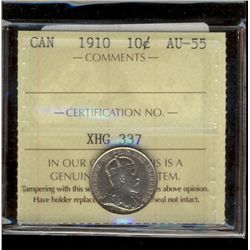 CAN 1910 10¢ AU-55
— COMMENTS —
— CERTIFICATION NO. —
XHG 337
IN OUR IS A
GENUIN TEM.
Tampering with this se s above opinion.
Have holder replac seal not intact.